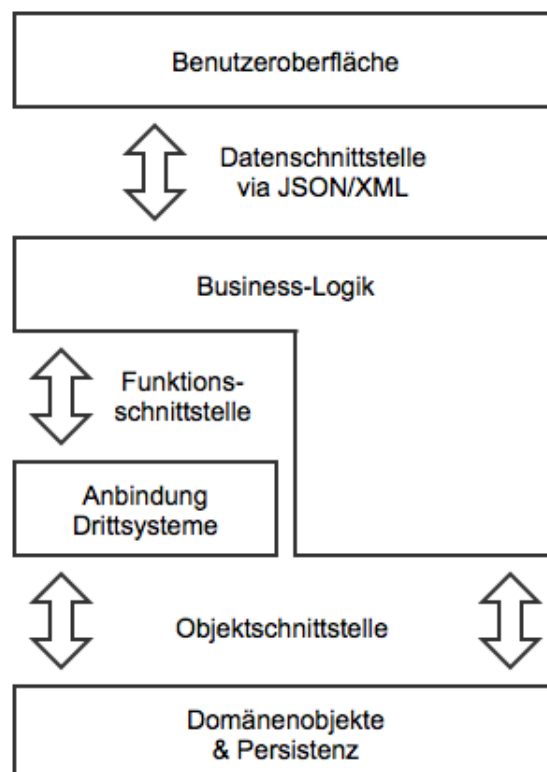 Benutzeroberfläche
Datenschnittstelle
via JSON/XML
Business-Logik
Funktions-
schnittstelle
Anbindung
Drittsysteme
Objektschnittstelle
Domänenobjekte
& Persistenz